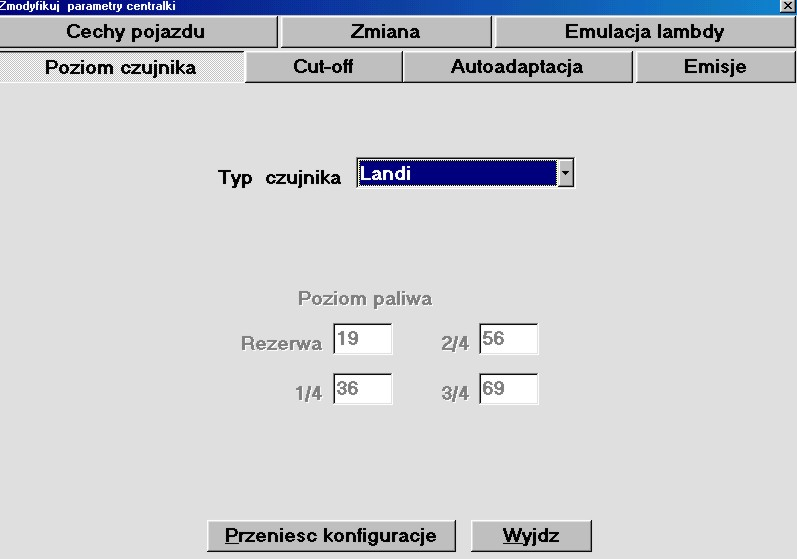 Zmodyfikuj parametry centralki
Cechy pojazdu Zmiana Emulacja lambdy
Poziom czujnika Cut-off Autoadaptacja Emisje
Typ czujnika Landi
Poziom paliwa
Rezerwa 19 2/4 56
1/4 36 3/4 69
Przeniesc konfiguracje Wyjdz